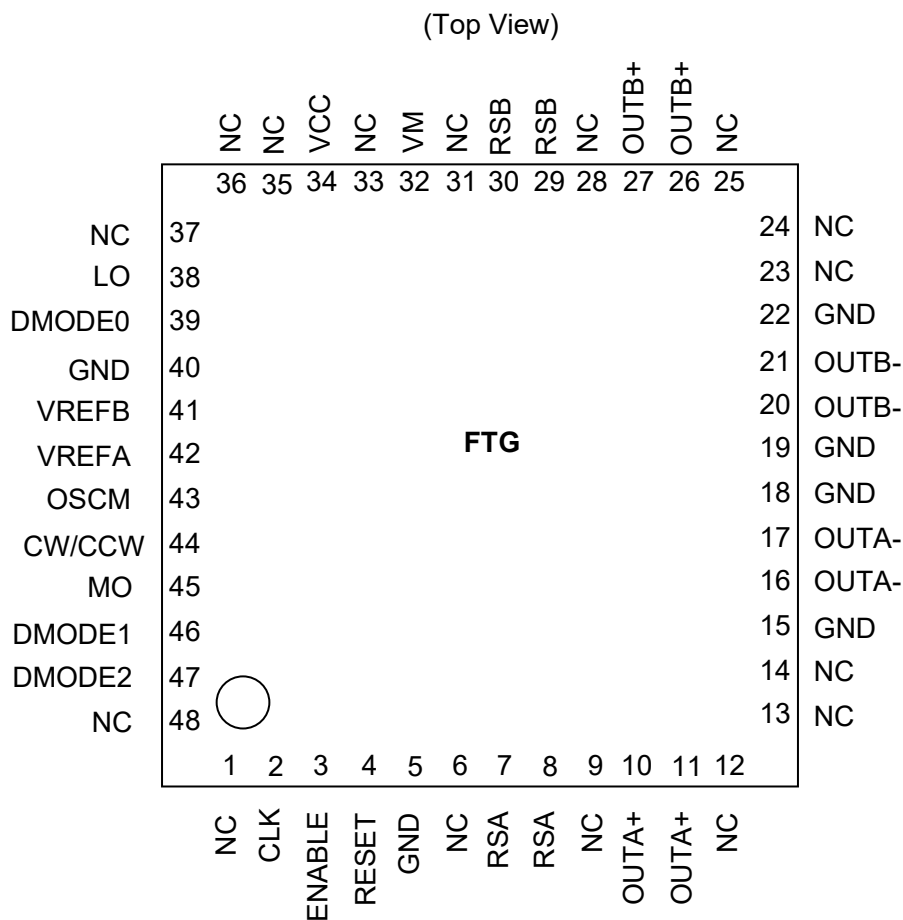 (Top View)
NC NC VCC NC VM NC RSB RSB NC OUTB+ OUTB+ NC
36 35 34 33 32 31 30 29 28 27 26 25
NC 37
LO 38
DMODE0 39
GND 40
VREFB 41
VREFA 42
OSCM 43
CW/CCW 44
MO 45
DMODE1 46
DMODE2 47
NC 48
FTG
24 NC
23 NC
22 GND
21 OUTB-
20 OUTB-
19 GND
18 GND
17 OUTA-
16 OUTA-
15 GND
14 NC
13 NC
1 2 3 4 5 6 7 8 9 10 11 12
NC CLK ENABLE RESET GND NC RSA RSA NC OUTA+ OUTA+ NC